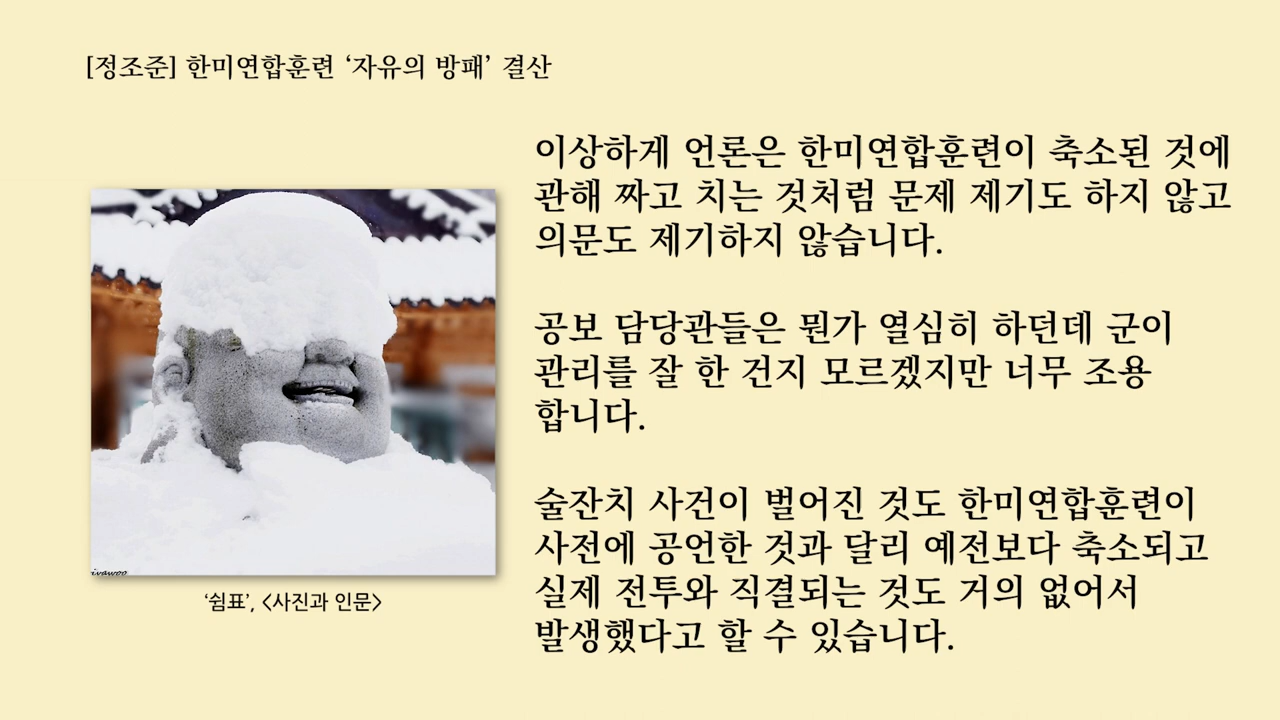 [정조준] 한미연합훈련 ‘자유의 방패’ 결산
이상하게 언론은 한미연합훈련이 축소된 것에
관해 짜고 치는 것처럼 문제 제기도 하지 않고
의문도 제기하지 않습니다.
공보 담당관들은 뭔가 열심히 하던데 군이
관리를 잘 한 건지 모르겠지만 너무 조용
합니다.
술잔치 사건이 벌어진 것도 한미연합훈련이
사전에 공언한 것과 달리 예전보다 축소되고
실제 전투와 직결되는 것도 거의 없어서
발생했다고 할 수 있습니다.
‘쉼표’, <사진과 인문>